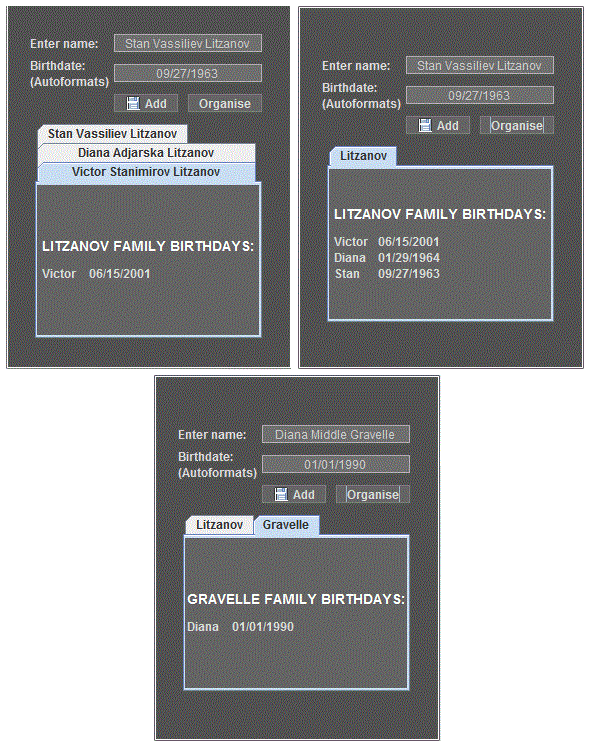 Enter name: Stan Vassiliev Litzanov
Birthdate:
(Autoformats) 09/27/1963
Add Organise
Stan Vassiliev Litzanov
Diana Adjarska Litzanov
Victor Stanimirov Litzanov
LITZANOV FAMILY BIRTHDAYS:
Victor 06/15/2001
Enter name: Stan Vassiliev Litzanov
Birthdate:
(Autoformats) 09/27/1963
Add Organise
Litzanov
LITZANOV FAMILY BIRTHDAYS:
Victor 06/15/2001
Diana 01/29/1964
Stan 09/27/1963
Enter name: Diana Middle Gravelle
Birthdate:
(Autoformats) 01/01/1990
Add Organise
Litzanov Gravelle
GRAVELLE FAMILY BIRTHDAYS:
Diana 01/01/1990